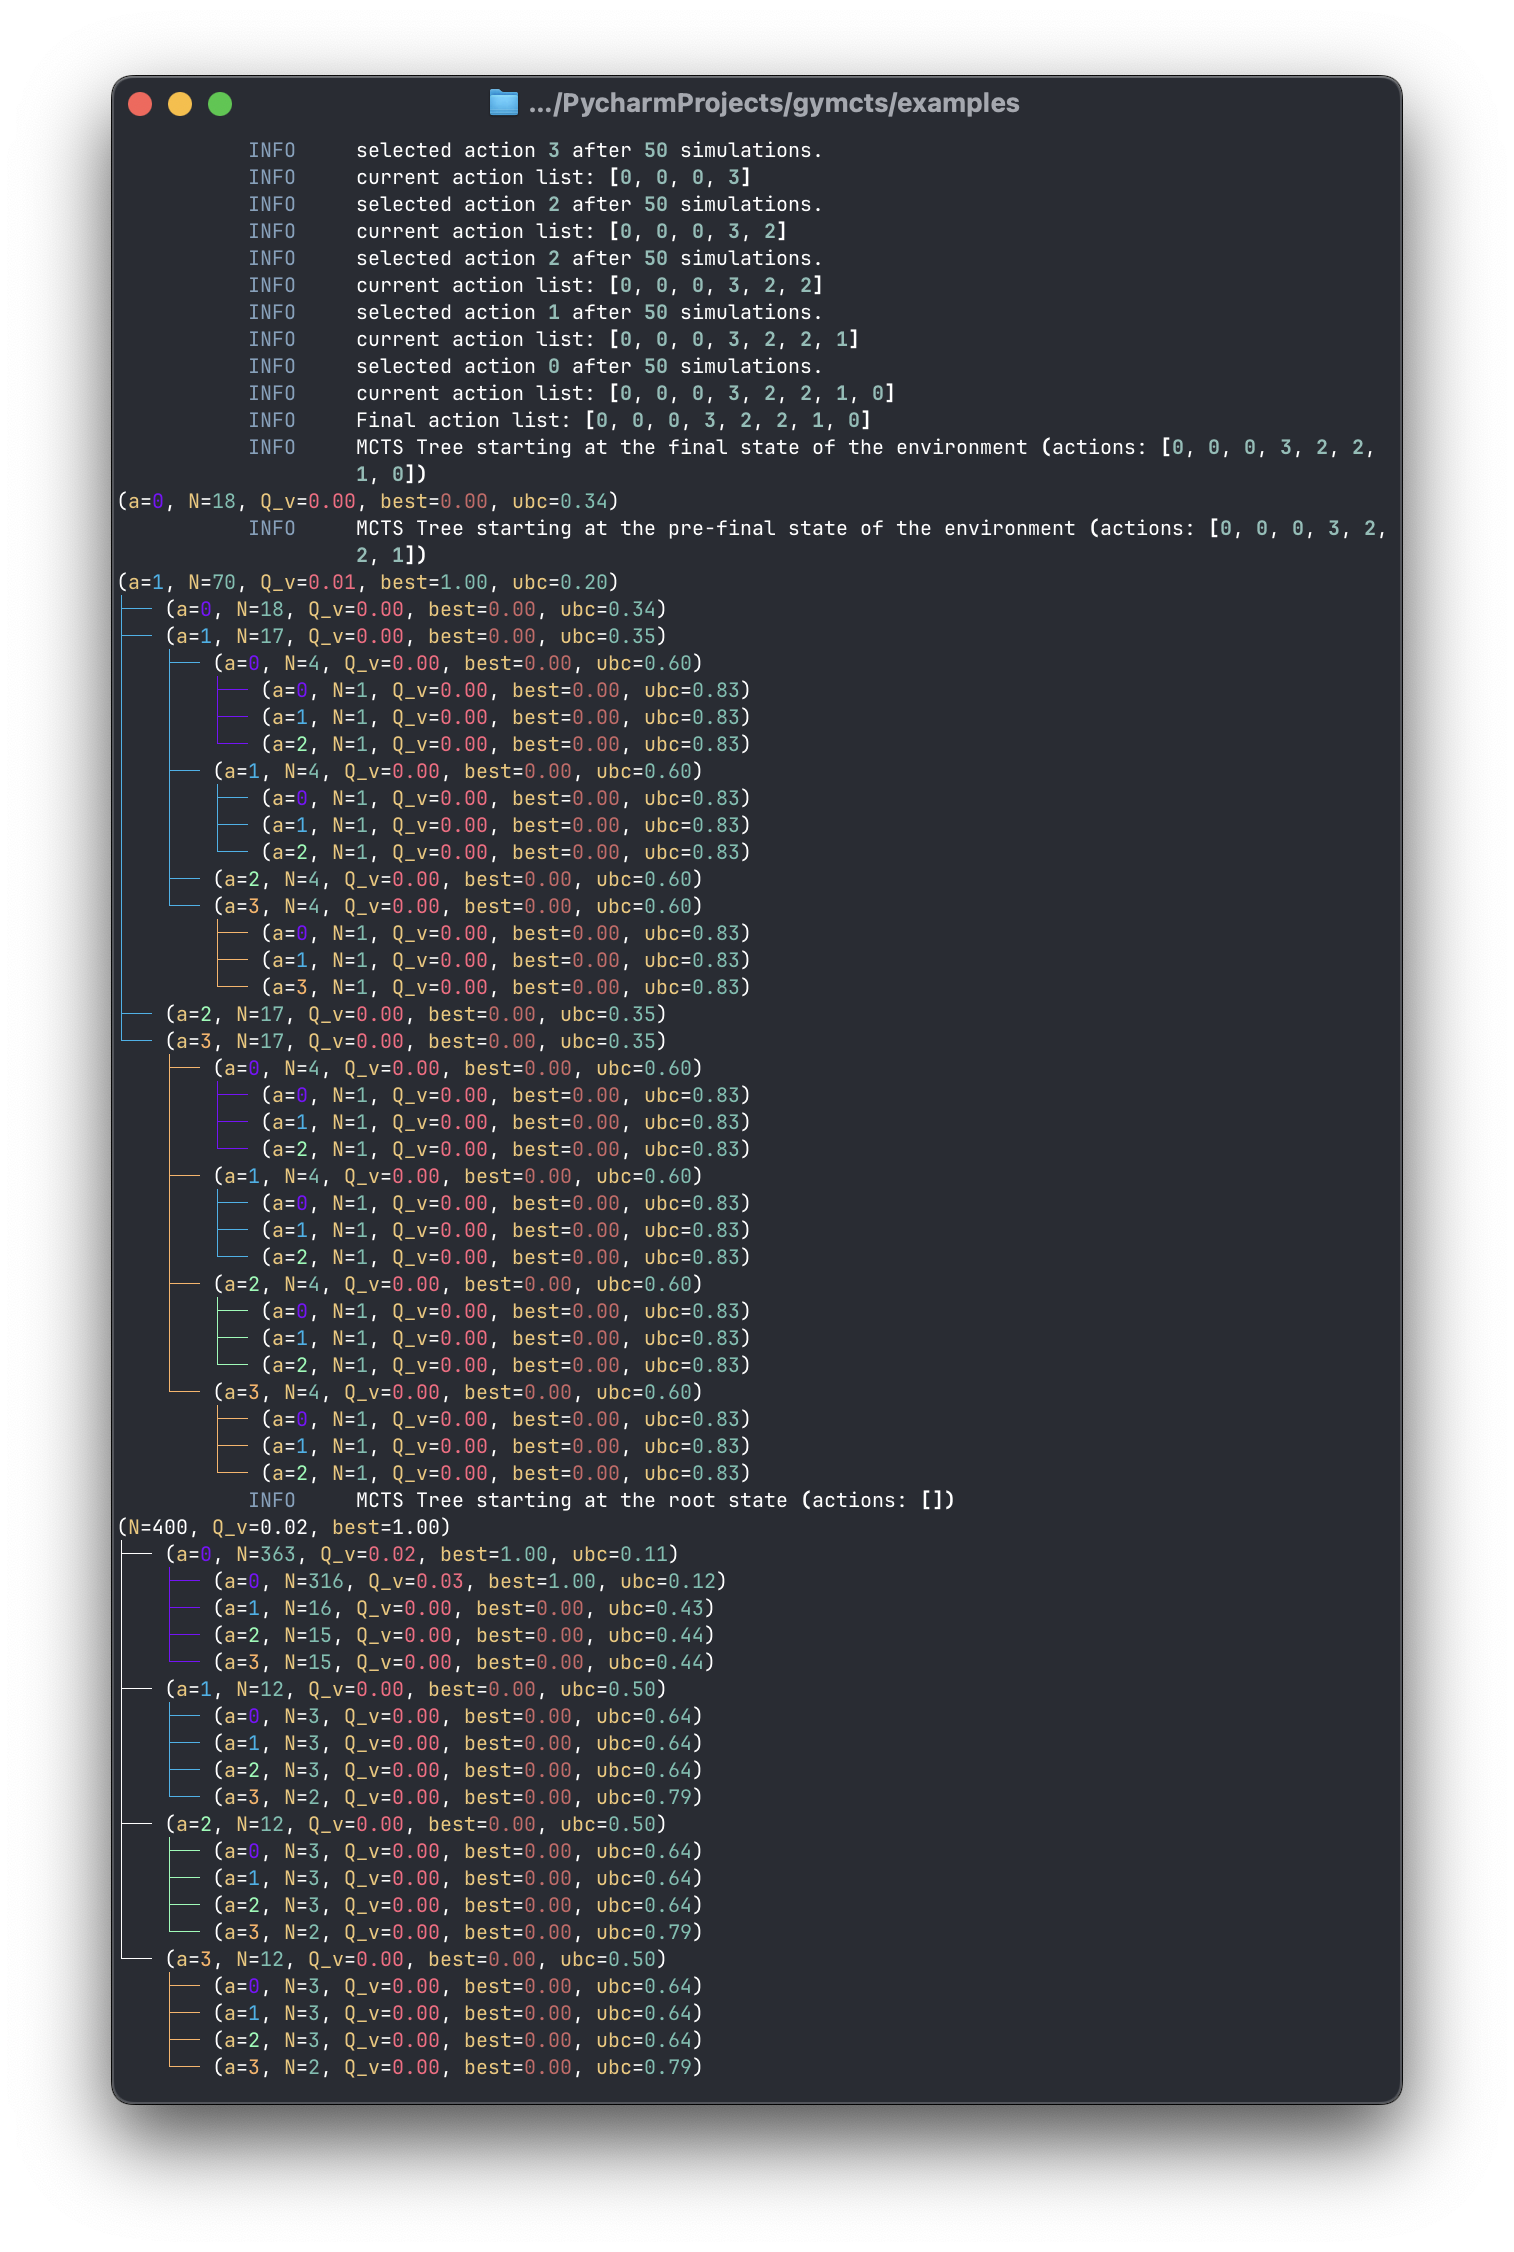 .../PycharmProjects/gymcts/examples
INFO selected action 3 after 50 simulations.
INFO current action list: [0, 0, 0, 3]
INFO selected action 2 after 50 simulations.
INFO current action list: [0, 0, 0, 3, 2]
INFO selected action 2 after 50 simulations.
INFO current action list: [0, 0, 0, 3, 2, 2]
INFO selected action 1 after 50 simulations.
INFO current action list: [0, 0, 0, 3, 2, 2, 1]
INFO selected action 0 after 50 simulations.
INFO current action list: [0, 0, 0, 3, 2, 2, 1, 0]
INFO Final action list: [0, 0, 0, 3, 2, 2, 1, 0]
INFO MCTS Tree starting at the final state of the environment (actions: [0, 0, 0, 3, 2, 2,
1, 0])
(a=0, N=18, Q_v=0.00, best=0.00, ubc=0.34)
INFO MCTS Tree starting at the pre-final state of the environment (actions: [0, 0, 0, 3, 2,
2, 1])
(a=1, N=70, Q_v=0.01, best=1.00, ubc=0.20)
(a=0, N=18, Q_v=0.00, best=0.00, ubc=0.34)
(a=1, N=17, Q_v=0.00, best=0.00, ubc=0.35)
(a=0, N=4, Q_v=0.00, best=0.00, ubc=0.60)
(a=0, N=1, Q_v=0.00, best=0.00, ubc=0.83)
(a=1, N=1, Q_v=0.00, best=0.00, ubc=0.83)
(a=2, N=1, Q_v=0.00, best=0.00, ubc=0.83)
(a=1, N=4, Q_v=0.00, best=0.00, ubc=0.60)
(a=0, N=1, Q_v=0.00, best=0.00, ubc=0.83)
(a=1, N=1, Q_v=0.00, best=0.00, ubc=0.83)
(a=2, N=1, Q_v=0.00, best=0.00, ubc=0.83)
(a=2, N=4, Q_v=0.00, best=0.00, ubc=0.60)
(a=3, N=4, Q_v=0.00, best=0.00, ubc=0.60)
(a=0, N=1, Q_v=0.00, best=0.00, ubc=0.83)
(a=1, N=1, Q_v=0.00, best=0.00, ubc=0.83)
(a=3, N=1, Q_v=0.00, best=0.00, ubc=0.83)
(a=2, N=17, Q_v=0.00, best=0.00, ubc=0.35)
(a=3, N=17, Q_v=0.00, best=0.00, ubc=0.35)
(a=0, N=4, Q_v=0.00, best=0.00, ubc=0.60)
(a=0, N=1, Q_v=0.00, best=0.00, ubc=0.83)
(a=1, N=1, Q_v=0.00, best=0.00, ubc=0.83)
(a=2, N=1, Q_v=0.00, best=0.00, ubc=0.83)
(a=1, N=4, Q_v=0.00, best=0.00, ubc=0.60)
(a=0, N=1, Q_v=0.00, best=0.00, ubc=0.83)
(a=1, N=1, Q_v=0.00, best=0.00, ubc=0.83)
(a=2, N=1, Q_v=0.00, best=0.00, ubc=0.83)
(a=2, N=4, Q_v=0.00, best=0.00, ubc=0.60)
(a=0, N=1, Q_v=0.00, best=0.00, ubc=0.83)
(a=1, N=1, Q_v=0.00, best=0.00, ubc=0.83)
(a=2, N=1, Q_v=0.00, best=0.00, ubc=0.83)
(a=3, N=4, Q_v=0.00, best=0.00, ubc=0.60)
(a=0, N=1, Q_v=0.00, best=0.00, ubc=0.83)
(a=1, N=1, Q_v=0.00, best=0.00, ubc=0.83)
(a=2, N=1, Q_v=0.00, best=0.00, ubc=0.83)
INFO MCTS Tree starting at the root state (actions: [])
(N=400, Q_v=0.02, best=1.00)
(a=0, N=363, Q_v=0.02, best=1.00, ubc=0.11)
(a=0, N=316, Q_v=0.03, best=1.00, ubc=0.12)
(a=1, N=16, Q_v=0.00, best=0.00, ubc=0.43)
(a=2, N=15, Q_v=0.00, best=0.00, ubc=0.44)
(a=3, N=15, Q_v=0.00, best=0.00, ubc=0.44)
(a=1, N=12, Q_v=0.00, best=0.00, ubc=0.50)
(a=0, N=3, Q_v=0.00, best=0.00, ubc=0.64)
(a=1, N=3, Q_v=0.00, best=0.00, ubc=0.64)
(a=2, N=3, Q_v=0.00, best=0.00, ubc=0.64)
(a=3, N=2, Q_v=0.00, best=0.00, ubc=0.79)
(a=2, N=12, Q_v=0.00, best=0.00, ubc=0.50)
(a=0, N=3, Q_v=0.00, best=0.00, ubc=0.64)
(a=1, N=3, Q_v=0.00, best=0.00, ubc=0.64)
(a=2, N=3, Q_v=0.00, best=0.00, ubc=0.64)
(a=3, N=2, Q_v=0.00, best=0.00, ubc=0.79)
(a=3, N=12, Q_v=0.00, best=0.00, ubc=0.50)
(a=0, N=3, Q_v=0.00, best=0.00, ubc=0.64)
(a=1, N=3, Q_v=0.00, best=0.00, ubc=0.64)
(a=2, N=3, Q_v=0.00, best=0.00, ubc=0.64)
(a=3, N=2, Q_v=0.00, best=0.00, ubc=0.79)